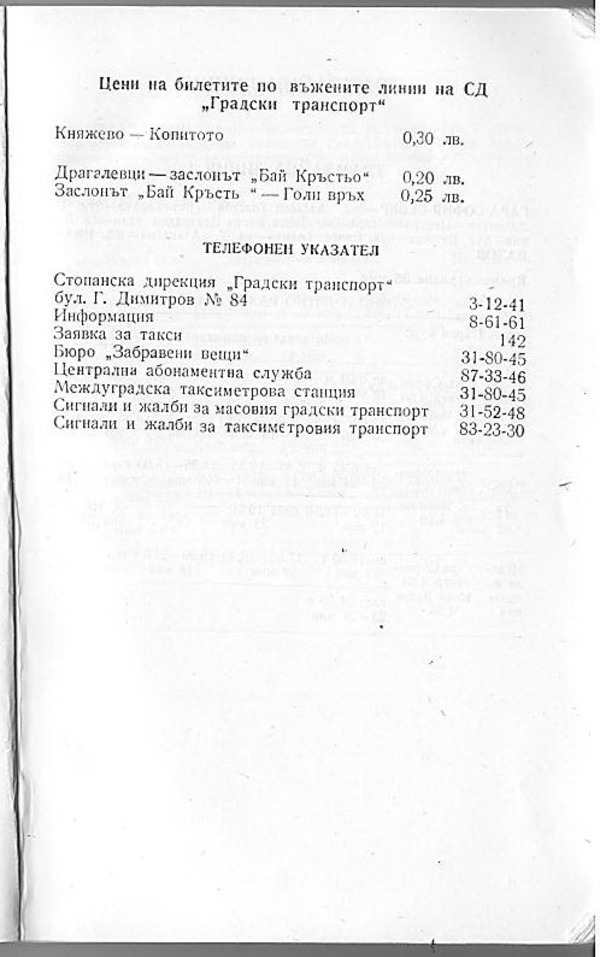 Цени на билетите по въжените линии на СД
„Градски транспорт“
Княжево — Копитото 0,30 лв.
Драгалевци — заслонът „Бай Кръстьо“ 0,20 лв.
Заслонът „Бай Кръсть “ — Голи връх 0,25 лв.
ТЕЛЕФОНЕН УКАЗАТЕЛ
Стопанска дирекция „Градски транспорт“
бул. Г. Димитров № 84 3-12-41
Информация 8-61-61
Заявка за такси 142
Бюро „Забравени вещи“ 31-80-45
Централна абонаментна служба 87-33-46
Междуградска таксиметрова станция 31-80-45
Сигнали и жалби за масовия градски транспорт 31-52-48
Сигнали и жалби за таксиметровия транспорт 83-23-30